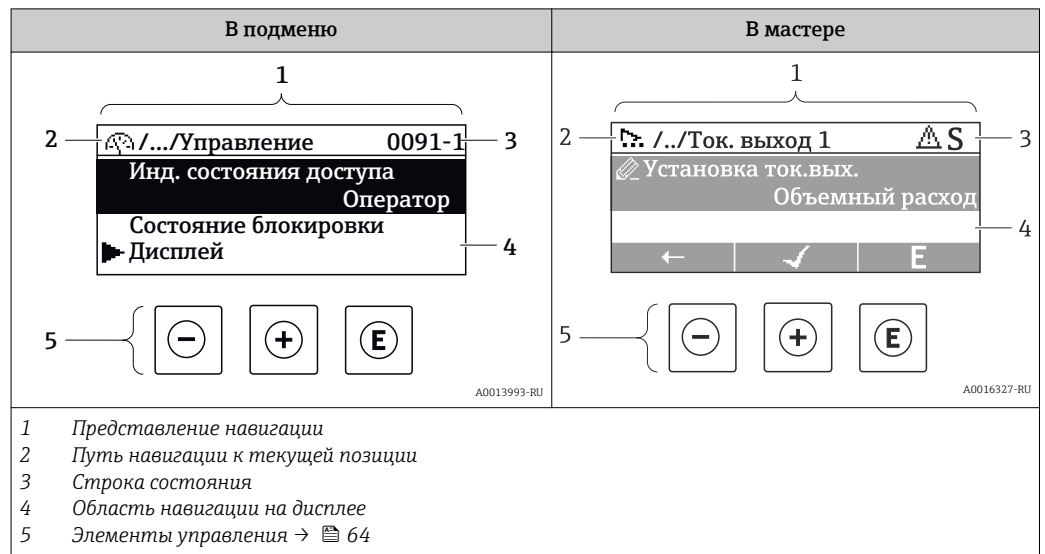 В подменю
В мастере
1
2
/.../Управление 0091-1
3
Инд. состояния доступа
Оператор
Состояние блокировки
Дисплей
4
5
E
A0013993-RU
1
2
/../Ток. выход 1 S
3
Установка ток.вых.
Объемный расход
4
E
5
E
A0016327-RU
1 Представление навигации
2 Путь навигации к текущей позиции
3 Строка состояния
4 Область навигации на дисплее
5 Элементы управления → 64